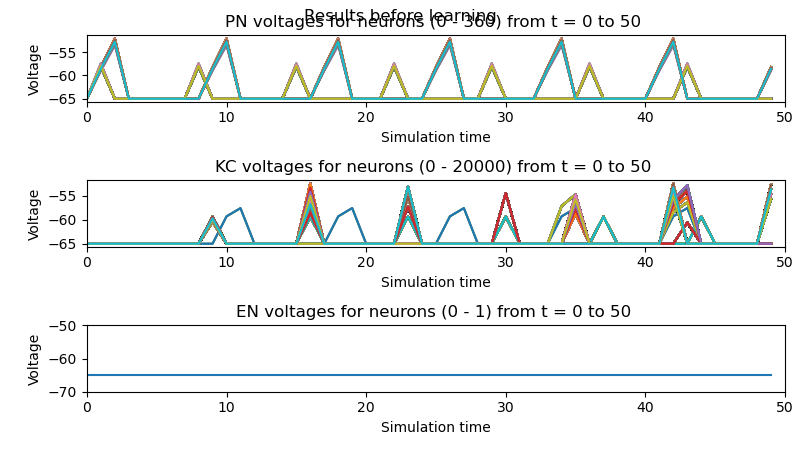 Results before learning
PN voltages for neurons (0 - 360) from t = 0 to 50
Voltage
−55
−60
−65
0 10 20 30 40 50
Simulation time
KC voltages for neurons (0 - 20000) from t = 0 to 50
Voltage
−55
−60
−65
0 10 20 30 40 50
Simulation time
EN voltages for neurons (0 - 1) from t = 0 to 50
Voltage
−50
−60
−70
0 10 20 30 40 50
Simulation time